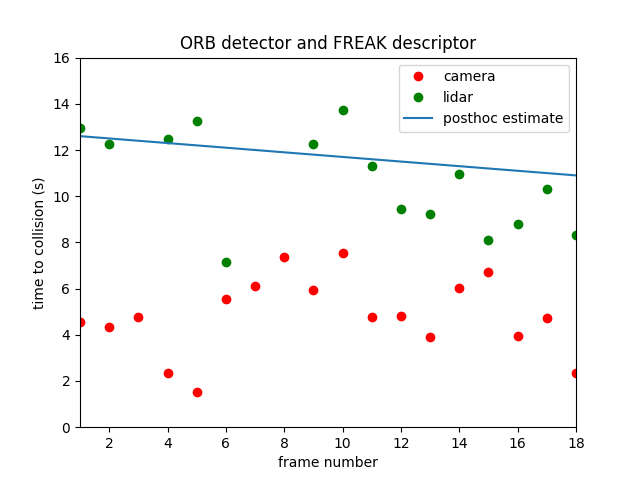 ORB detector and FREAK descriptor
16
14
12
10
8
6
4
2
0
time to collision (s)
camera
lidar
posthoc estimate
2 4 6 8 10 12 14 16 18
frame number